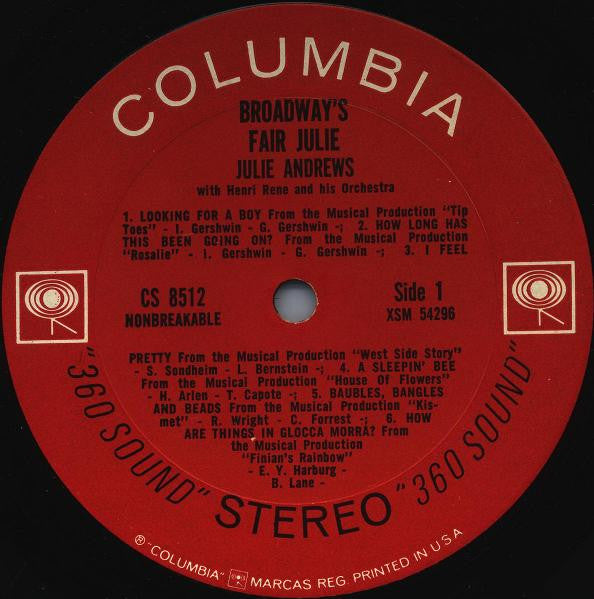 COLUMBIA
BROADWAY'S
FAIR JULIE
JULIE ANDREWS
with Henri Rene and his Orchestra
1. LOOKING FOR A BOY From the Musical Production "Tip
Toes" - I. Gershwin - G. Gershwin -; 2. HOW LONG HAS
THIS BEEN GOING ON? From the Musical Production
"Rosalie" - I. Gershwin - G. Gershwin -; 3. I FEEL
CS 8512
NONBREAKABLE
Side 1
XSM 54296
PRETTY From the Musical Production "West Side Story"
- S. Sondheim - L. Bernstein -; 4. A SLEEPIN' BEE
From the Musical Production "House Of Flowers"
- H. Arlen - T. Capote -; 5. BAUBLES, BANGLES
AND BEADS From the Musical Production "Kis-
met" - R. Wright - C. Forrest -; 6. HOW
ARE THINGS IN GLOCCA MORRA? From
the Musical Production
"Finian's Rainbow"
- E. Y. Harburg -
B. Lane -
"360 SOUND" STEREO "360 SOUND"
® "COLUMBIA" MARCAS REG. PRINTED IN U.S.A